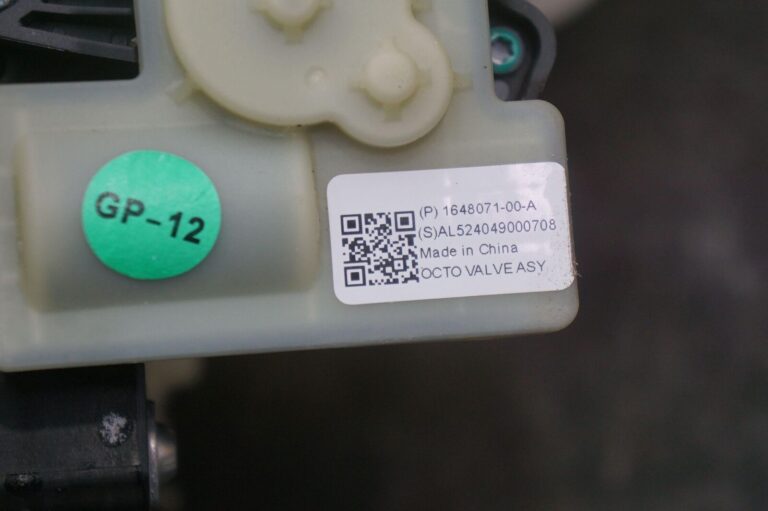 GP-12
(P) 1648071-00-A
(S)AL524049000708
Made in China
OCTO VALVE ASY